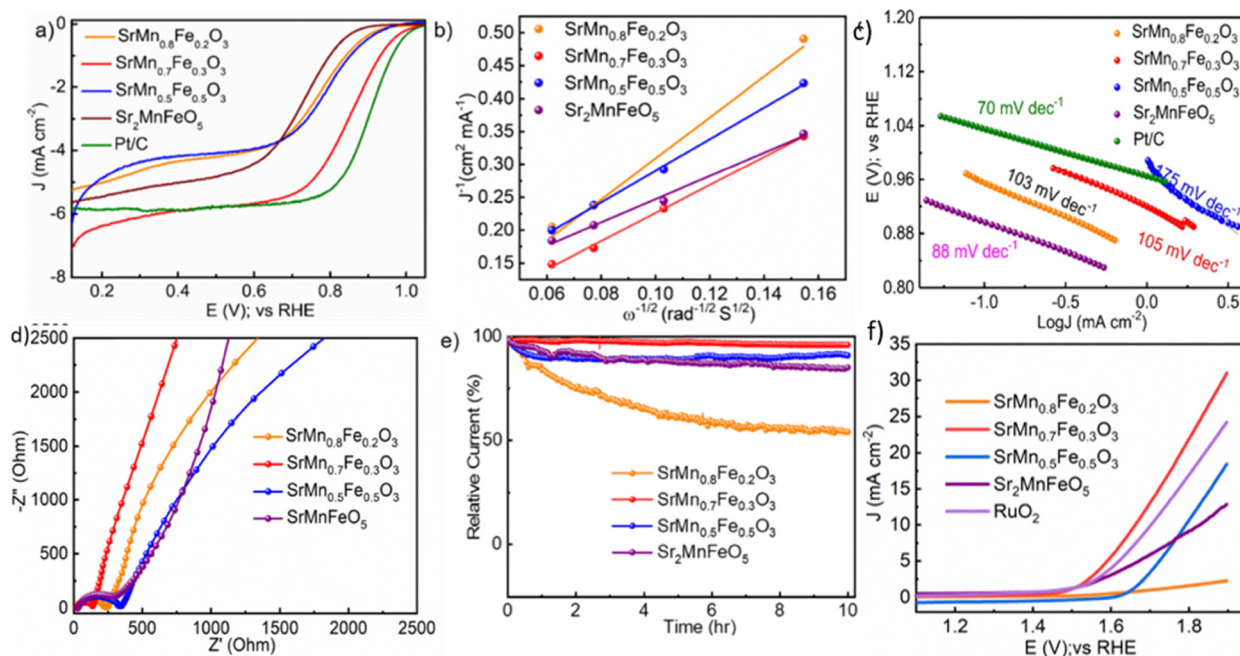 a)
SrMn0.8Fe0.2O3
SrMn0.7Fe0.3O3
SrMn0.5Fe0.5O3
Sr2MnFeO5
Pt/C
J (mA cm-2)
0
-2
-4
-6
-8
0.2 0.4 0.6 0.8 1.0
E (V); vs RHE
b)
SrMn0.8Fe0.2O3
SrMn0.7Fe0.3O3
SrMn0.5Fe0.5O3
Sr2MnFeO5
J-1(cm2 mA-1)
0.50
0.45
0.40
0.35
0.30
0.25
0.20
0.15
0.06 0.08 0.10 0.12 0.14 0.16
ω-1/2 (rad-1/2 S1/2)
c)
SrMn0.8Fe0.2O3
SrMn0.7Fe0.3O3
SrMn0.5Fe0.5O3
Sr2MnFeO5
Pt/C
70 mV dec-1
103 mV dec-1
175 mV dec-1
105 mV dec-1
88 mV dec-1
E (V); vs RHE
1.20
1.12
1.04
0.96
0.88
0.80
-1.0 -0.5 0.0 0.5
LogJ (mA cm-2)
d)
SrMn0.8Fe0.2O3
SrMn0.7Fe0.3O3
SrMn0.5Fe0.5O3
SrMnFeO5
-Z" (Ohm)
2500
2000
1500
1000
500
0
0 500 1000 1500 2000 2500
Z' (Ohm)
e)
SrMn0.8Fe0.2O3
SrMn0.7Fe0.3O3
SrMn0.5Fe0.5O3
Sr2MnFeO5
Relative Current (%)
100
50
0
0 2 4 6 8 10
Time (hr)
f)
SrMn0.8Fe0.2O3
SrMn0.7Fe0.3O3
SrMn0.5Fe0.5O3
Sr2MnFeO5
RuO2
J (mA cm-2)
35
30
25
20
15
10
5
0
1.2 1.4 1.6 1.8
E (V);vs RHE